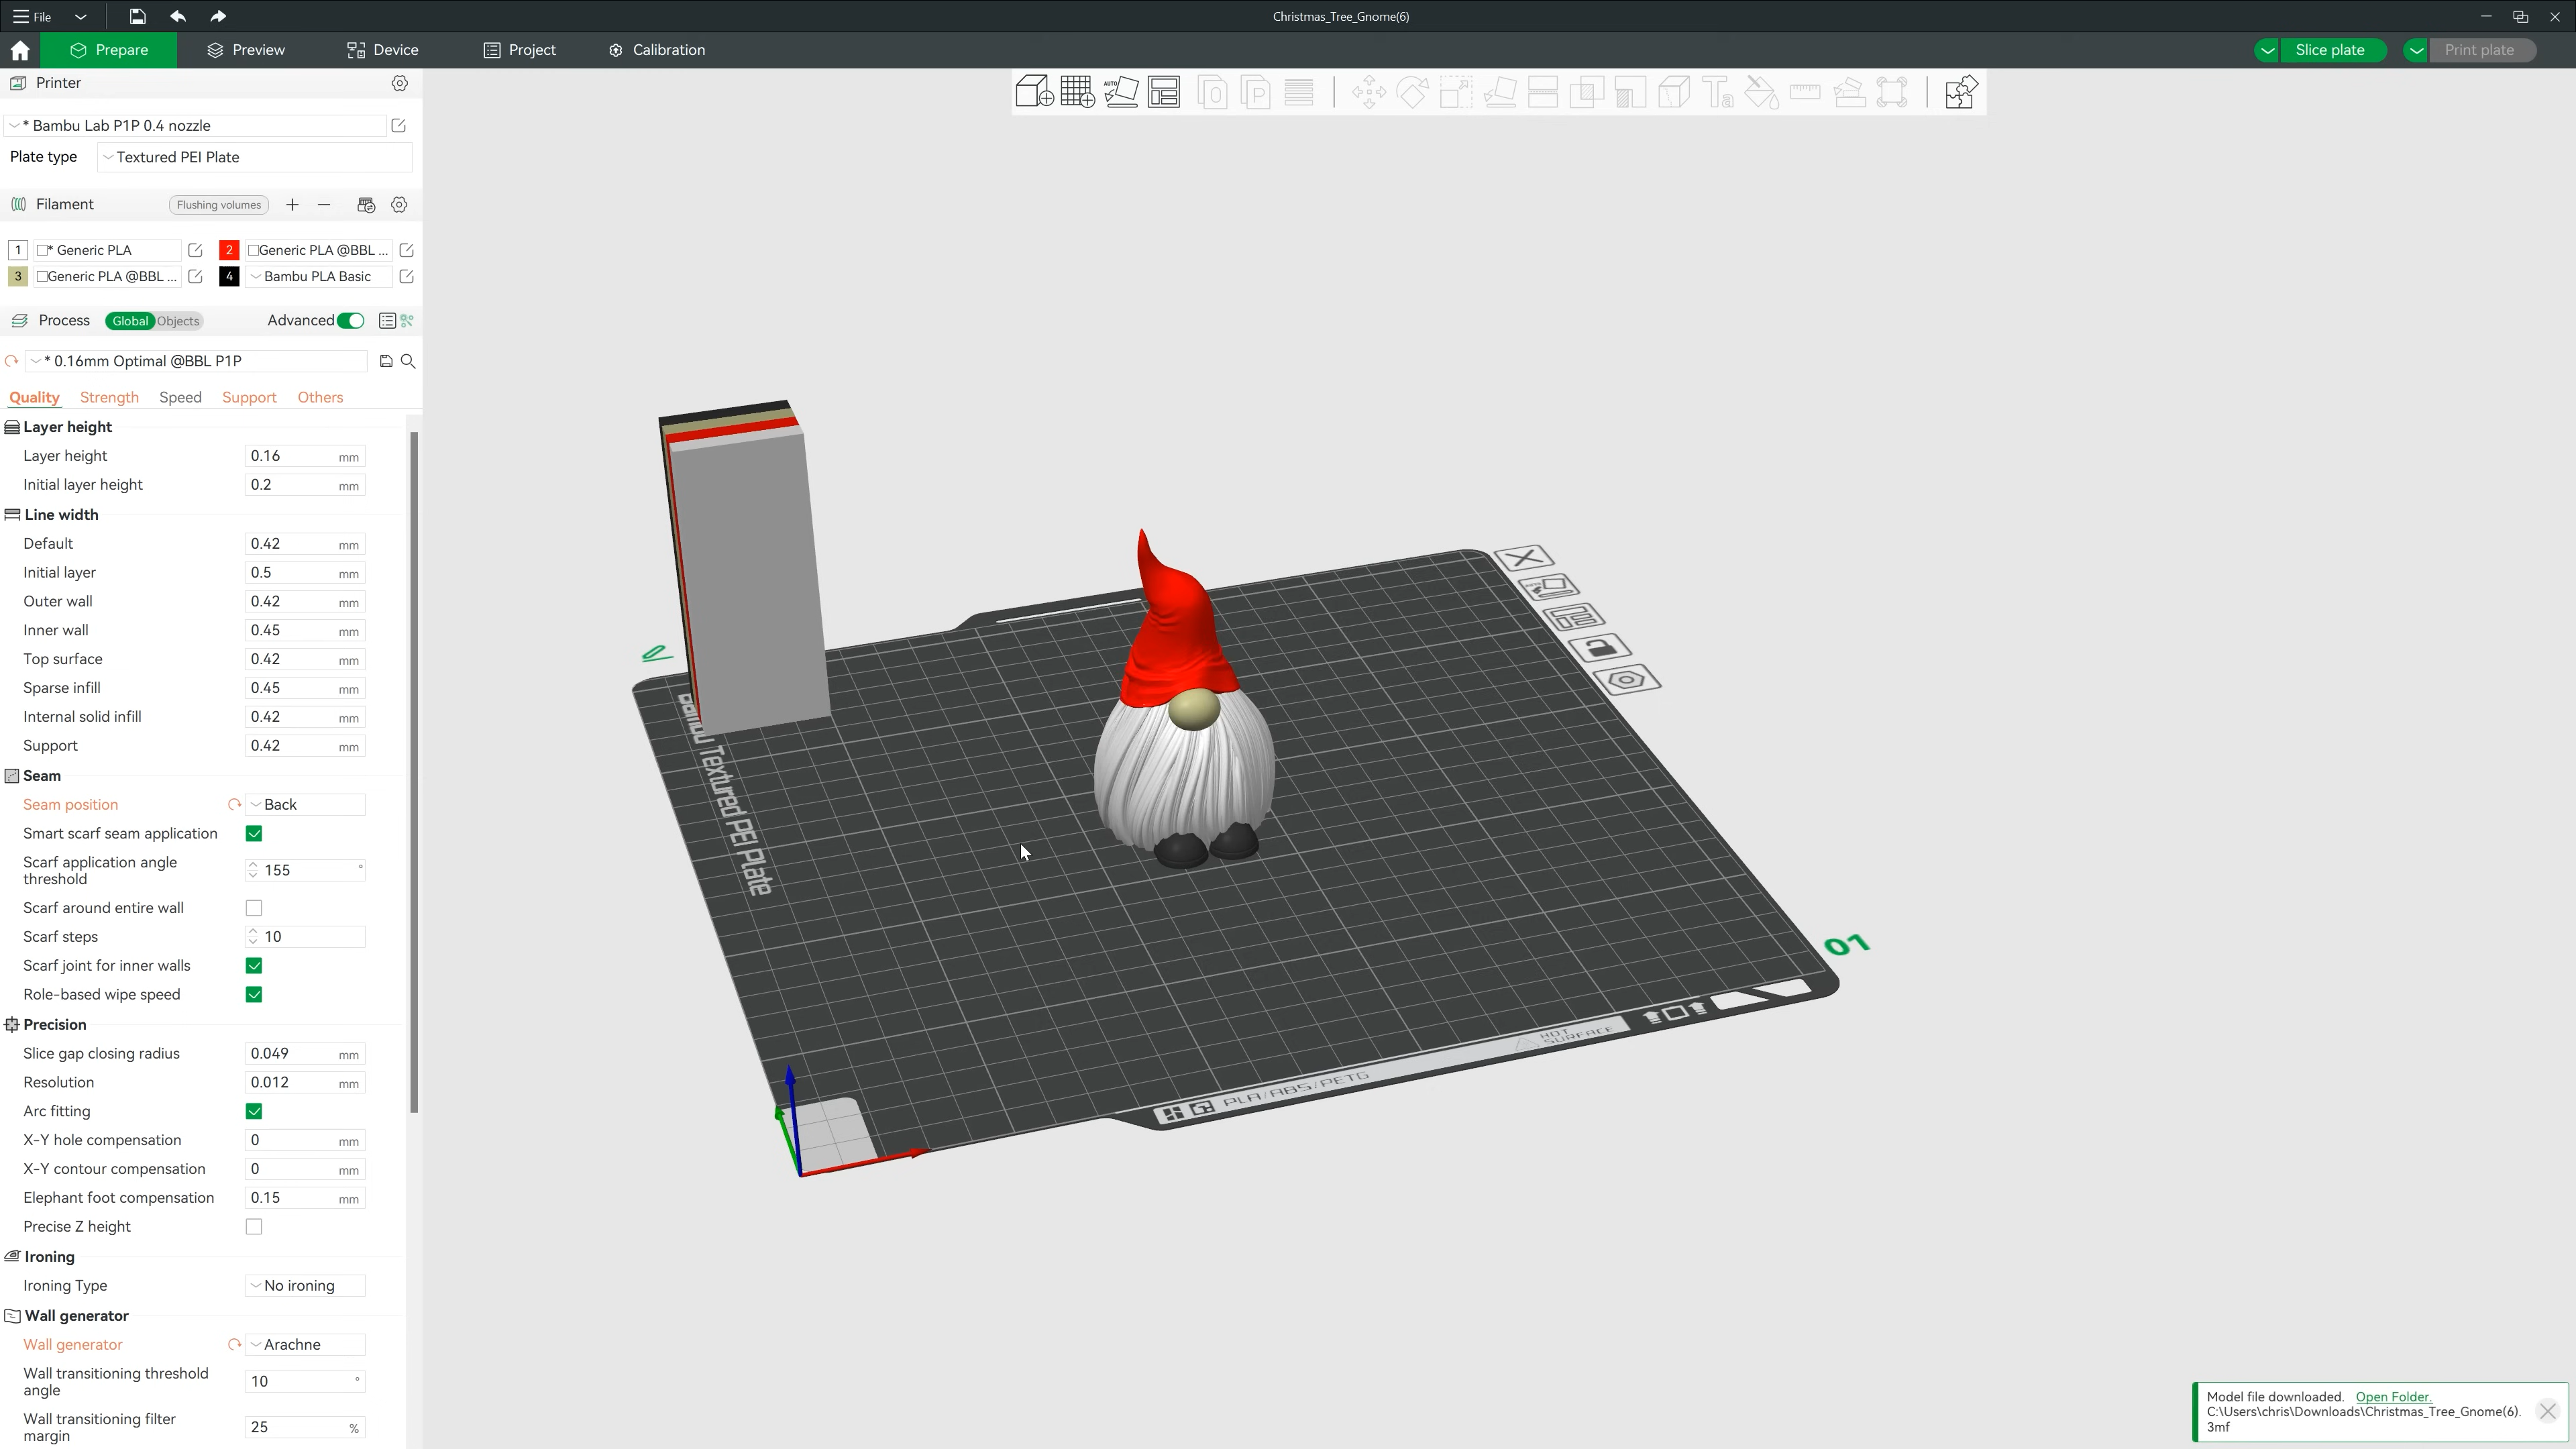 File
Christmas_Tree_Gnome(6)
Prepare
Preview
Device
Project
Calibration
Slice plate
Print plate
Printer
* Bambu Lab P1P 0.4 nozzle
Plate type
Textured PEI Plate
Filament
Flushing volumes
1
* Generic PLA
2
Generic PLA @BBL ...
3
Generic PLA @BBL ...
4
Bambu PLA Basic
Process
Global
Objects
Advanced
* 0.16mm Optimal @BBL P1P
Quality
Strength
Speed
Support
Others
Layer height
Layer height
0.16 mm
Initial layer height
0.2 mm
Line width
Default
0.42 mm
Initial layer
0.5 mm
Outer wall
0.42 mm
Inner wall
0.45 mm
Top surface
0.42 mm
Sparse infill
0.45 mm
Internal solid infill
0.42 mm
Support
0.42 mm
Seam
Seam position
Back
Smart scarf seam application
Scarf application angle
threshold
155 °
Scarf around entire wall
Scarf steps
10
Scarf joint for inner walls
Role-based wipe speed
Precision
Slice gap closing radius
0.049 mm
Resolution
0.012 mm
Arc fitting
X-Y hole compensation
0 mm
X-Y contour compensation
0 mm
Elephant foot compensation
0.15 mm
Precise Z height
Ironing
Ironing Type
No ironing
Wall generator
Wall generator
Arachne
Wall transitioning threshold
angle
10 °
Wall transitioning filter
margin
25 %
AUTO
Bambu Textured PEI Plate
01
HOT
SURFACE
PLA/ABS/PETG
Model file downloaded. Open Folder.
C:\Users\chris\Downloads\Christmas_Tree_Gnome(6).
3mf